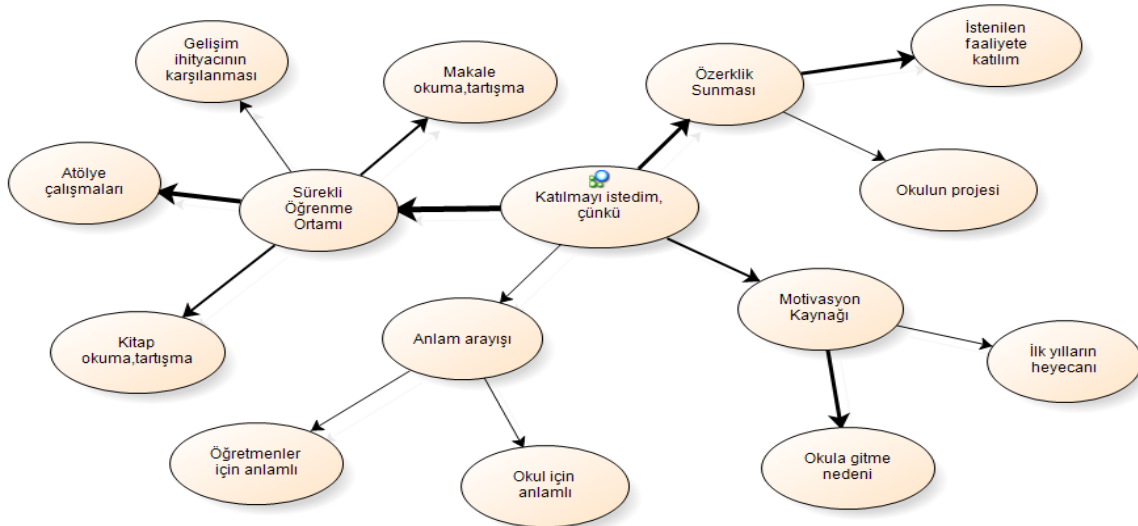 Gelişim
ihityacının
karşılanması
Makale
okuma,tartışma
Özerklik
Sunması
İstenilen
faaliyete
katılım
Atölye
çalışmaları
Sürekli
Öğrenme
Ortamı
Katılmayı istedim,
çünkü
Okulun projesi
Kitap
okuma,tartışma
Anlam arayışı
Motivasyon
Kaynağı
İlk yılların
heyecanı
Öğretmenler
için anlamlı
Okul için
anlamlı
Okula gitme
nedeni